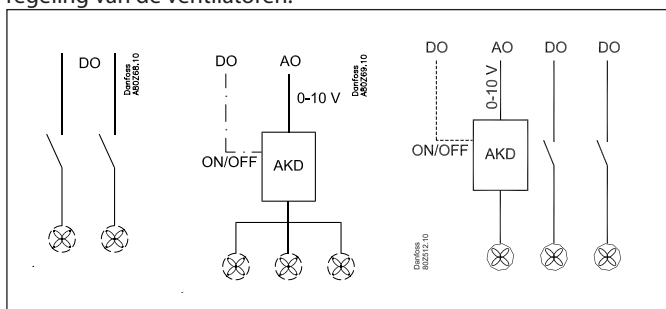 regeling van de ventilatoren.
DO
Danfoss
A80Z68.10
DO
AO
0-10 V
Danfoss
A80Z69.10
ON/OFF
AKD
DO
AO
DO
DO
0-10 V
ON/OFF
AKD
Danfoss
80Z512.10